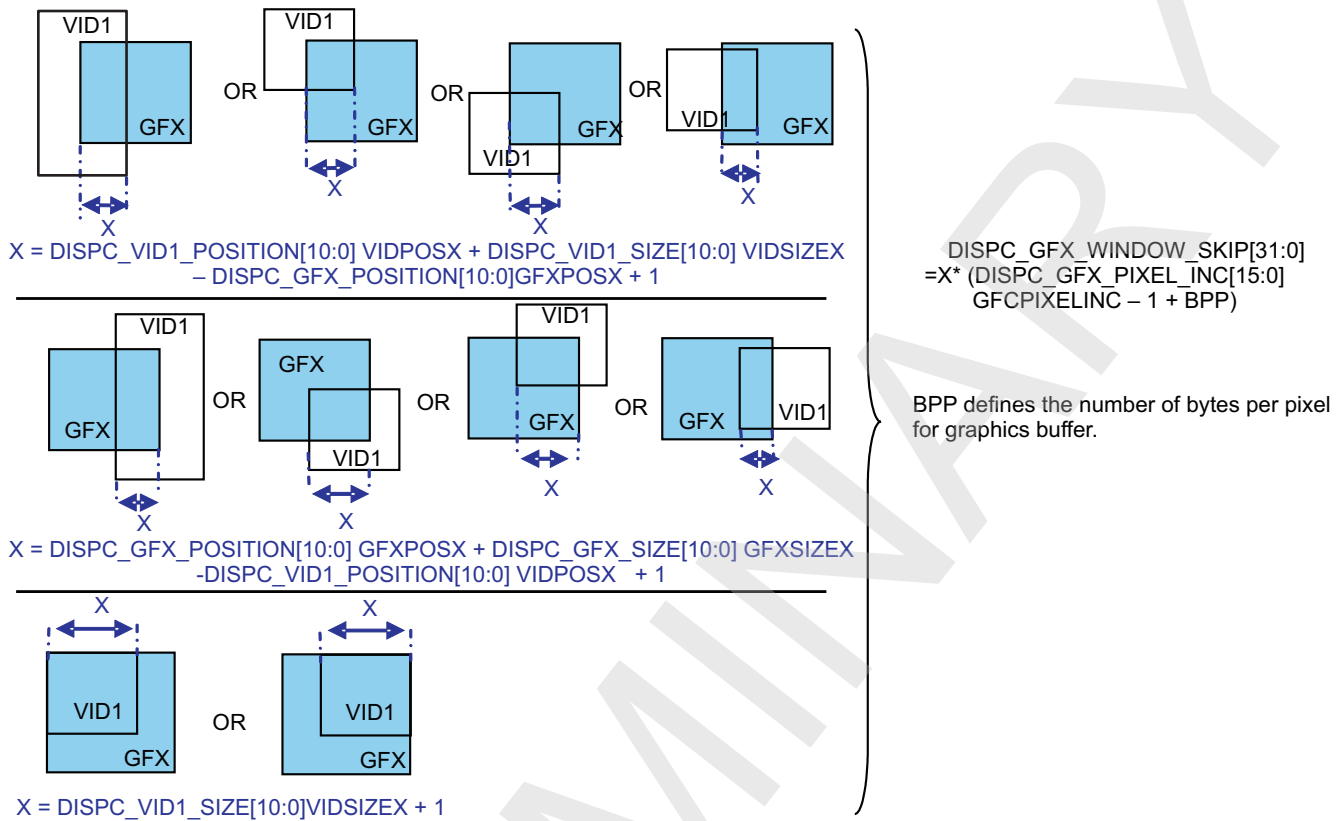 VID1
GFX
X
OR
VID1
GFX
X
OR
GFX
VID1
X
OR
VID1
GFX
X
X = DISPC_VID1_POSITION[10:0] VIDPOSX + DISPC_VID1_SIZE[10:0] VIDSIZEX
– DISPC_GFX_POSITION[10:0]GFXPOSX + 1
VID1
GFX
X
OR
GFX
VID1
X
OR
VID1
GFX
X
OR
GFX
VID1
X
X = DISPC_GFX_POSITION[10:0] GFXPOSX + DISPC_GFX_SIZE[10:0] GFXSIZEX
-DISPC_VID1_POSITION[10:0] VIDPOSX + 1
X
VID1
GFX
OR
X
VID1
GFX
X = DISPC_VID1_SIZE[10:0]VIDSIZEX + 1
DISPC_GFX_WINDOW_SKIP[31:0]
=X* (DISPC_GFX_PIXEL_INC[15:0]
GFCPIXELINC – 1 + BPP)
BPP defines the number of bytes per pixel
for graphics buffer.
MINARY